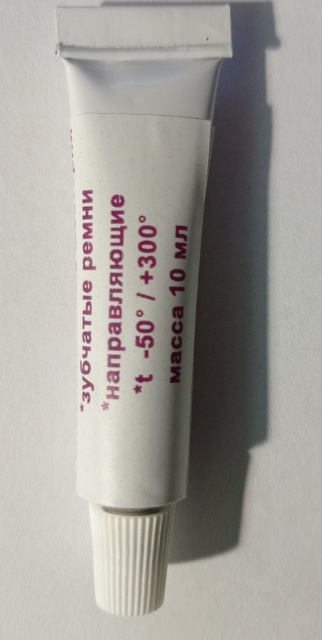 *зубчатые ремни
*направляющие
*t -50° / +300°
масса 10 мл